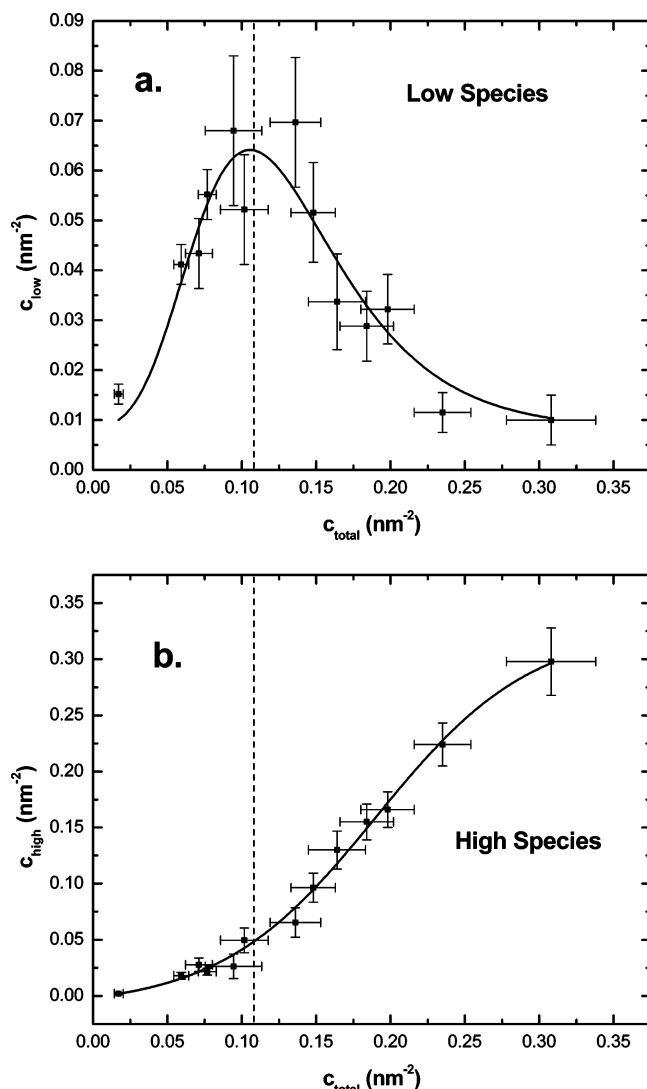 0.09
0.08
0.07
0.06
0.05
0.04
0.03
0.02
0.01
0.00
c_low (nm^-2)
a.
Low Species
0.00 0.05 0.10 0.15 0.20 0.25 0.30 0.35
c_total (nm^-2)
0.35
0.30
0.25
0.20
0.15
0.10
0.05
0.00
c_high (nm^-2)
b.
High Species
0.00 0.05 0.10 0.15 0.20 0.25 0.30 0.35
c_total (nm^-2)